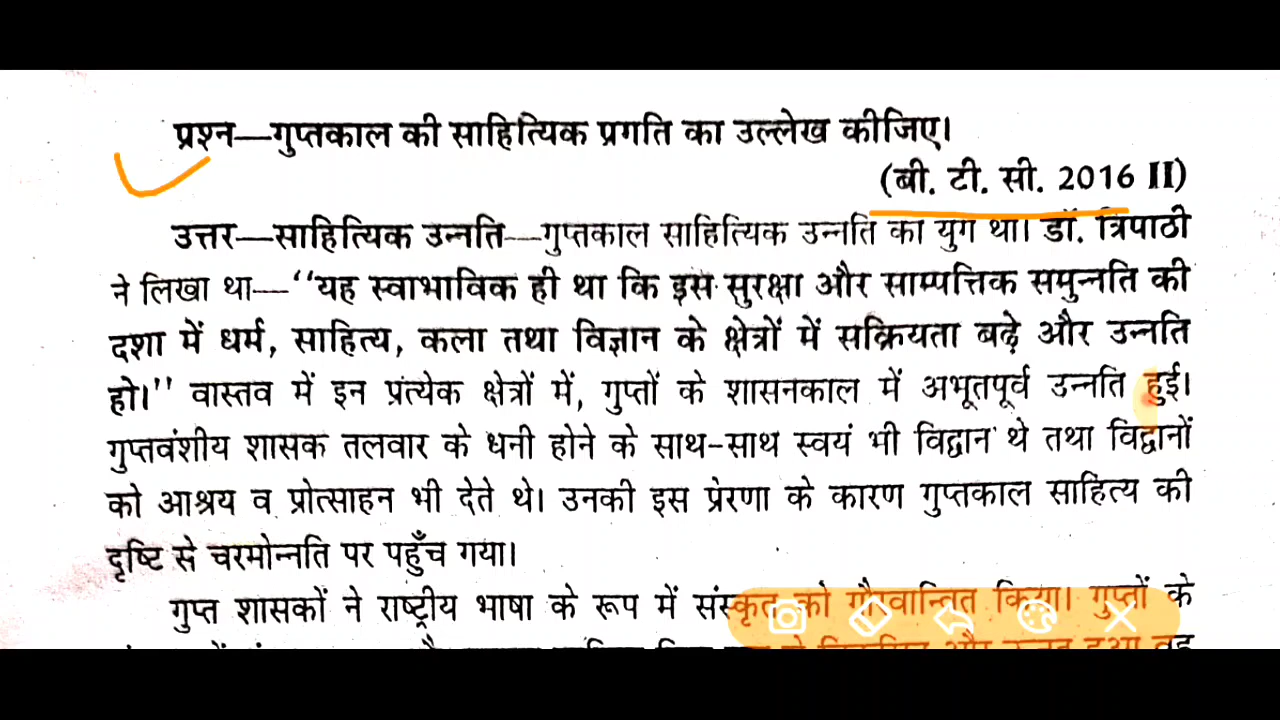 प्रश्न—गुप्तकाल की साहित्यिक प्रगति का उल्लेख कीजिए।
(बी. टी. सी. 2016 II)
उत्तर—साहित्यिक उन्नति—गुप्तकाल साहित्यिक उन्नति का युग था। डॉ. त्रिपाठी
ने लिखा था—‘‘यह स्वाभाविक ही था कि इस सुरक्षा और साम्पत्तिक समुन्नति की
दशा में धर्म, साहित्य, कला तथा विज्ञान के क्षेत्रों में सक्रियता बढ़े और उन्नति
हो।’’ वास्तव में इन प्रत्येक क्षेत्रों में, गुप्तों के शासनकाल में अभूतपूर्व उन्नति हुई।
गुप्तवंशीय शासक तलवार के धनी होने के साथ-साथ स्वयं भी विद्वान थे तथा विद्वानों
को आश्रय व प्रोत्साहन भी देते थे। उनकी इस प्रेरणा के कारण गुप्तकाल साहित्य की
दृष्टि से चरमोन्नति पर पहुँच गया।
गुप्त शासकों ने राष्ट्रीय भाषा के रूप में संस्कृत को गौरवान्वित किया। गुप्तों के